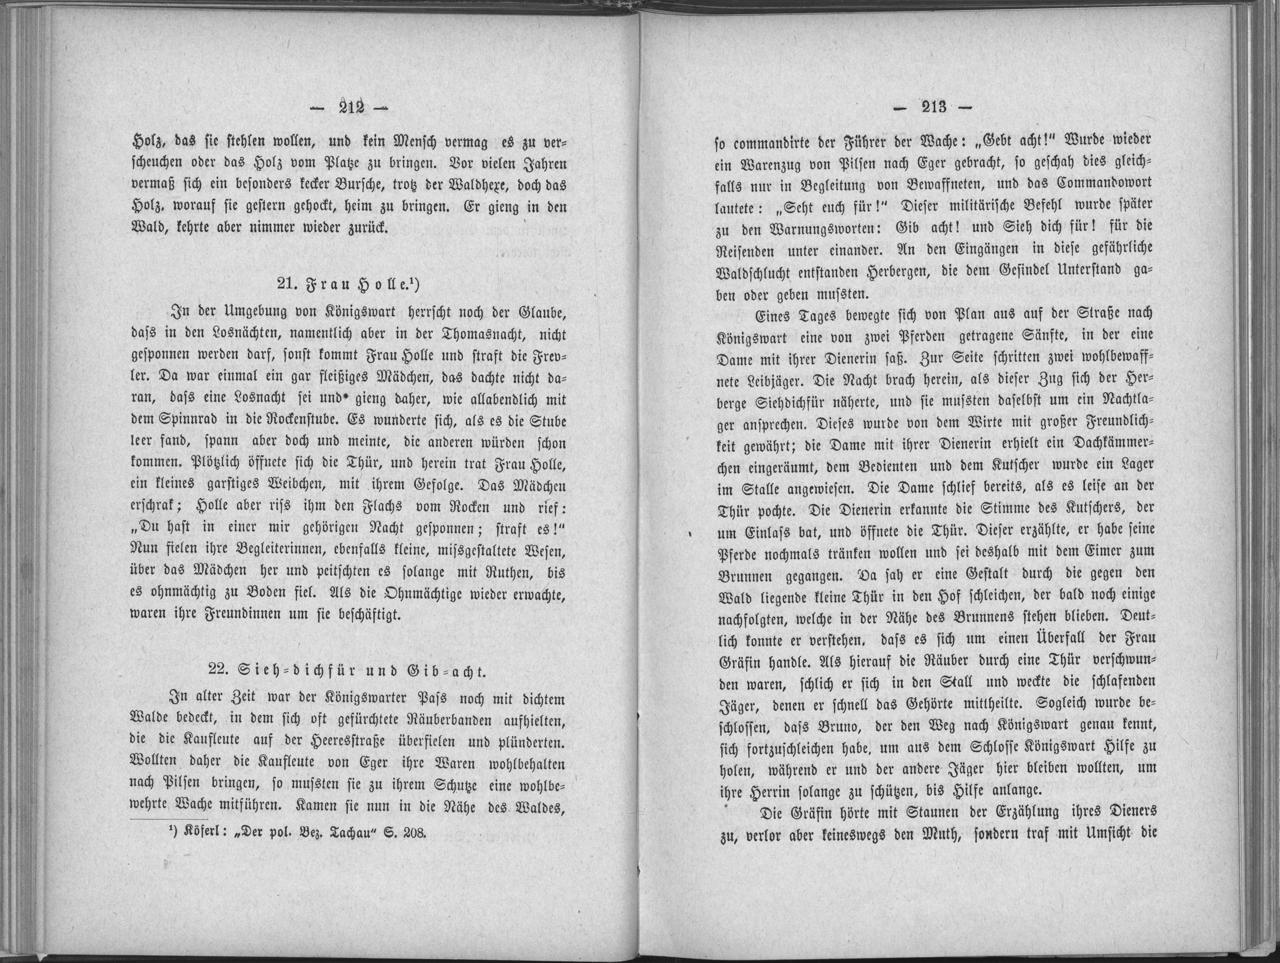 — 212 —
Holz, das sie stehlen wollen, und kein Mensch vermag es zu ver-
scheuchen oder das Holz vom Platze zu bringen. Vor vielen Jahren
vermaß sich ein besonders kecker Bursche, trotz der Waldhexe, doch das
Holz, worauf sie gestern gehockt, heim zu bringen. Er gieng in den
Wald, kehrte aber nimmer wieder zurück.
21. Frau Holle.¹)
In der Umgebung von Königswart herrscht noch der Glaube,
dass in den Losnächten, namentlich aber in der Thomasnacht, nicht
gesponnen werden darf, sonst kommt Frau Holle und straft die Frev-
ler. Da war einmal ein gar fleißiges Mädchen, das dachte nicht da-
ran, dass eine Losnacht sei und gieng daher, wie allabendlich mit
dem Spinnrad in die Rockenstube. Es wunderte sich, als es die Stube
leer fand, spann aber doch und meinte, die anderen würden schon
kommen. Plötzlich öffnete sich die Thür, und herein trat Frau Holle,
ein kleines garstiges Weibchen, mit ihrem Gefolge. Das Mädchen
erschrak; Holle aber riss ihm den Flachs vom Rocken und rief:
„Du hast in einer mir gehörigen Nacht gesponnen; straft es!“
Nun fielen ihre Begleiterinnen, ebenfalls kleine, missgestaltete Wesen,
über das Mädchen her und peitschten es solange mit Ruthen, bis
es ohnmächtig zu Boden fiel. Als die Ohnmächtige wieder erwachte,
waren ihre Freundinnen um sie beschäftigt.
22. Sieh-dichfür und Gib-acht.
In alter Zeit war der Königswarter Pass noch mit dichtem
Walde bedeckt, in dem sich oft gefürchtete Räuberbanden aufhielten,
die die Kaufleute auf der Heeresstraße überfielen und plünderten.
Wollten daher die Kaufleute von Eger ihre Waren wohlbehalten
nach Pilsen bringen, so mussten sie zu ihrem Schutze eine wohlbe-
wehrte Wache mitführen. Kamen sie nun in die Nähe des Waldes,
¹) Köferl: „Der pol. Bez. Tachau“ S. 208.
— 213 —
so commandirte der Führer der Wache: „Gebt acht!“ Wurde wieder
ein Warenzug von Pilsen nach Eger gebracht, so geschah dies gleich-
falls nur in Begleitung von Bewaffneten, und das Commandowort
lautete: „Seht euch für!“ Dieser militärische Befehl wurde später
zu den Warnungsworten: Gib acht! und Sieh dich für! für die
Reisenden unter einander. An den Eingängen in diese gefährliche
Waldschlucht entstanden Herbergen, die dem Gesindel Unterstand ga-
ben oder geben mussten.
Eines Tages bewegte sich von Plan aus auf der Straße nach
Königswart eine von zwei Pferden getragene Sänfte, in der eine
Dame mit ihrer Dienerin saß. Zur Seite schritten zwei wohlbewaff-
nete Leibjäger. Die Nacht brach herein, als dieser Zug sich der Her-
berge Siehdichfür näherte, und sie mussten daselbst um ein Nachtla-
ger ansprechen. Dieses wurde von dem Wirte mit großer Freundlich-
keit gewährt; die Dame mit ihrer Dienerin erhielt ein Dachkämmer-
chen eingeräumt, dem Bedienten und dem Kutscher wurde ein Lager
im Stalle angewiesen. Die Dame schlief bereits, als es leise an der
Thür pochte. Die Dienerin erkannte die Stimme des Kutschers, der
um Einlass bat, und öffnete die Thür. Dieser erzählte, er habe seine
Pferde nochmals tränken wollen und sei deshalb mit dem Eimer zum
Brunnen gegangen. Da sah er eine Gestalt durch die gegen den
Wald liegende kleine Thür in den Hof schleichen, der bald noch einige
nachfolgten, welche in der Nähe des Brunnens stehen blieben. Deut-
lich konnte er verstehen, dass es sich um einen Überfall der Frau
Gräfin handle. Als hierauf die Räuber durch eine Thür verschwun-
den waren, schlich er sich in den Stall und weckte die schlafenden
Jäger, denen er schnell das Gehörte mittheilte. Sogleich wurde be-
schlossen, dass Bruno, der den Weg nach Königswart genau kennt,
sich fortzuschleichen habe, um aus dem Schlosse Königswart Hilfe zu
holen, während er und der andere Jäger hier bleiben wollten, um
ihre Herrin solange zu schützen, bis Hilfe anlange.
Die Gräfin hörte mit Staunen der Erzählung ihres Dieners
zu, verlor aber keineswegs den Muth, sondern traf mit Umsicht die